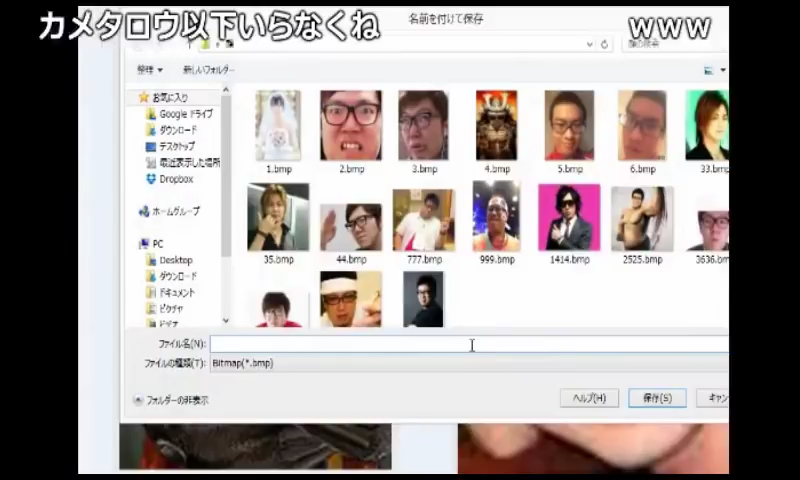 カメタロウ以下いらなくね
www
名前を付けて保存
整理
新しいフォルダー
お気に入り
Google ドライブ
ダウンロード
デスクトップ
最近表示した場所
Dropbox
ホームグループ
PC
Desktop
ダウンロード
ドキュメント
ピクチャ
ビデオ
1.bmp
2.bmp
3.bmp
4.bmp
5.bmp
6.bmp
33.bmp
35.bmp
44.bmp
777.bmp
999.bmp
1414.bmp
2525.bmp
3636.bm
ファイル名(N):
ファイルの種類(T): Bitmap(*.bmp)
フォルダーの非表示
ヘルプ(H)
保存(S)
キャン